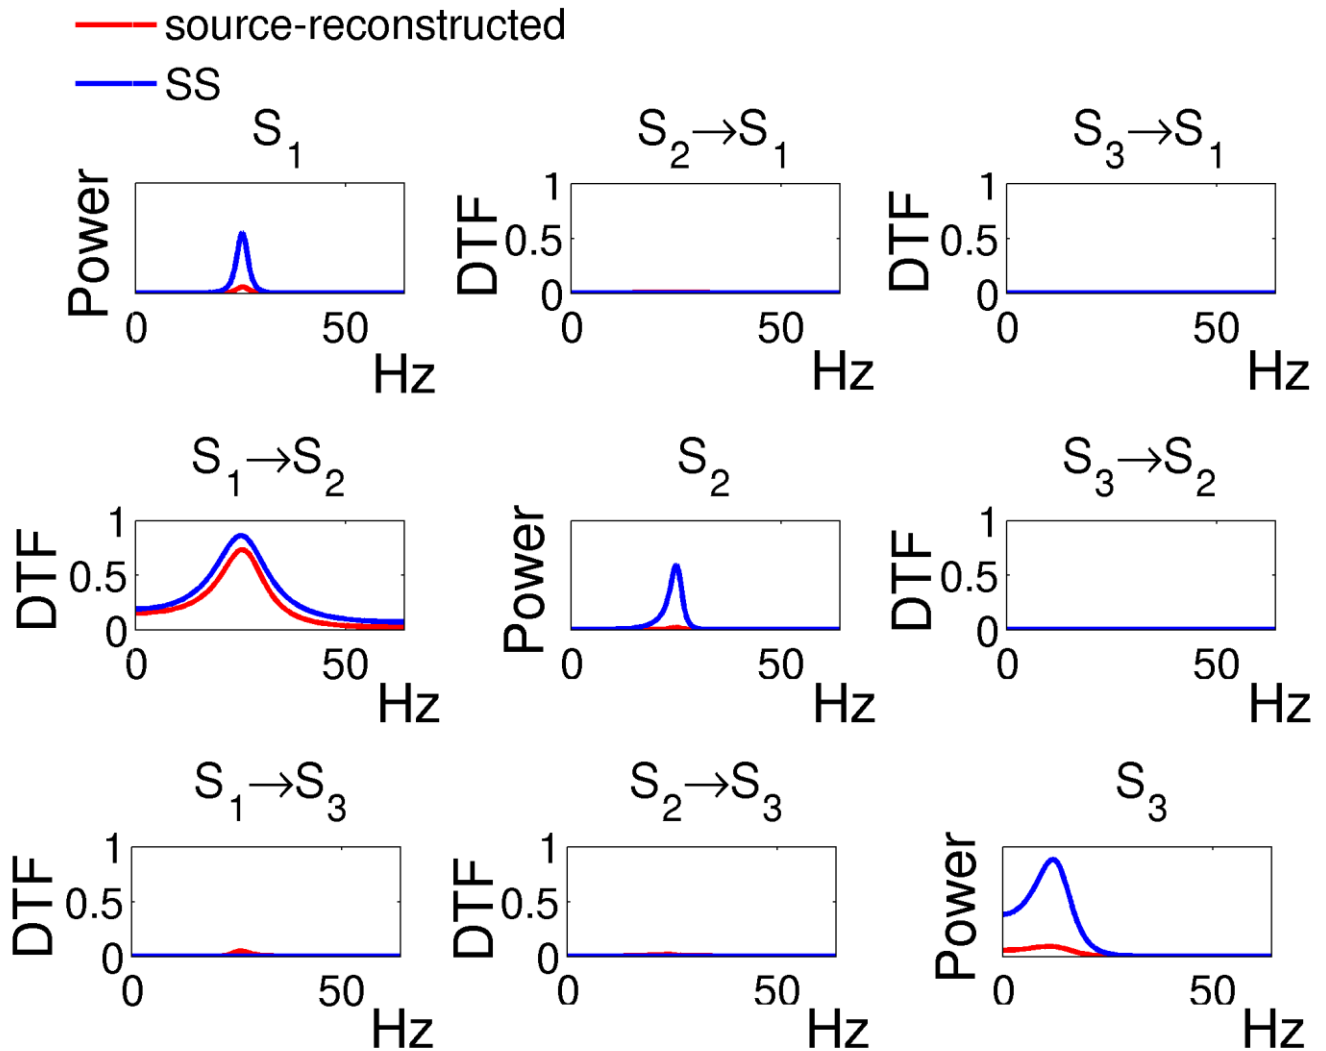 source-reconstructed
SS
S1 S2→S1 S3→S1
Power DTF DTF
1 1
0.5 0.5
0 0
0 50 0 50 0 50
Hz Hz Hz
S1→S2 S2 S3→S2
DTF Power DTF
1 1
0.5 0.5
0 0
0 50 0 50 0 50
Hz Hz Hz
S1→S3 S2→S3 S3
DTF DTF Power
1 1
0.5 0.5
0 0
0 50 0 50 0 50
Hz Hz Hz